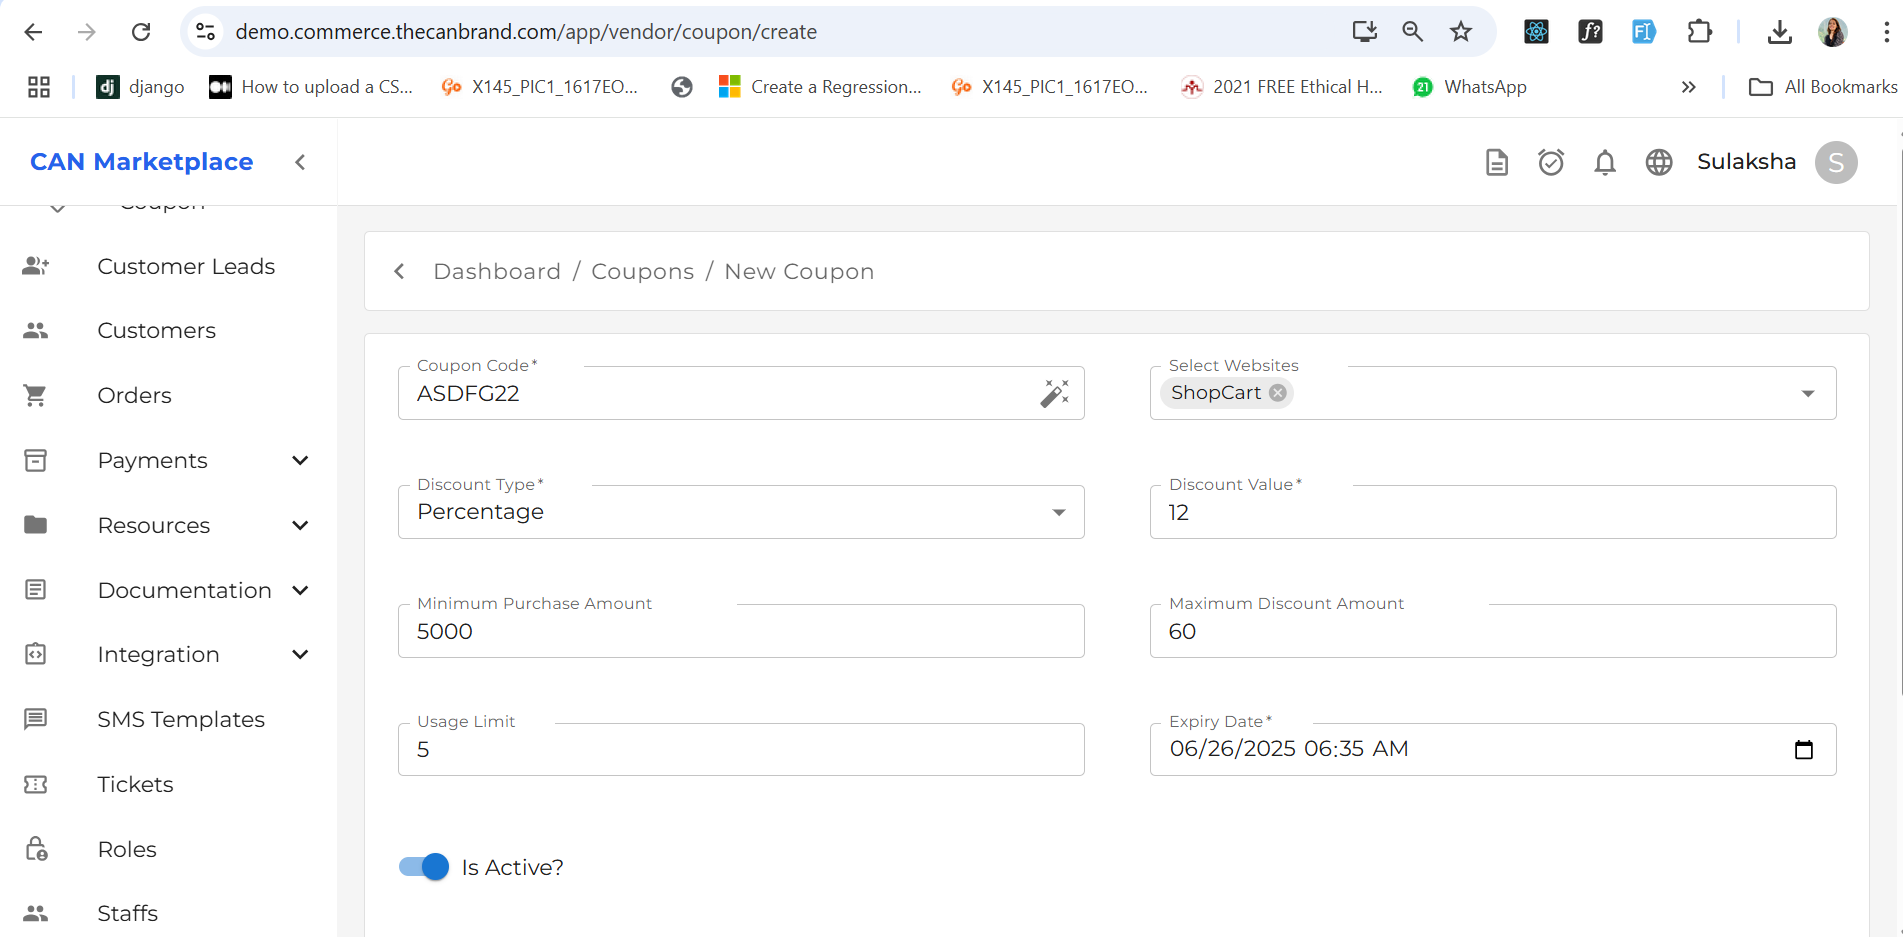 demo.commerce.thecanbrand.com/app/vendor/coupon/create
f?
FI
dj django
How to upload a CS...
X145_PIC1_1617EO...
Create a Regression...
X145_PIC1_1617EO...
2021 FREE Ethical H...
21 WhatsApp
All Bookmarks
CAN Marketplace
Sulaksha
S
Coupon
Customer Leads
Customers
Orders
Payments
Resources
Documentation
Integration
SMS Templates
Tickets
Roles
Staffs
Dashboard / Coupons / New Coupon
Coupon Code*
ASDFG22
Select Websites
ShopCart
Discount Type*
Percentage
Discount Value*
12
Minimum Purchase Amount
5000
Maximum Discount Amount
60
Usage Limit
5
Expiry Date*
06/26/2025 06:35 AM
Is Active?